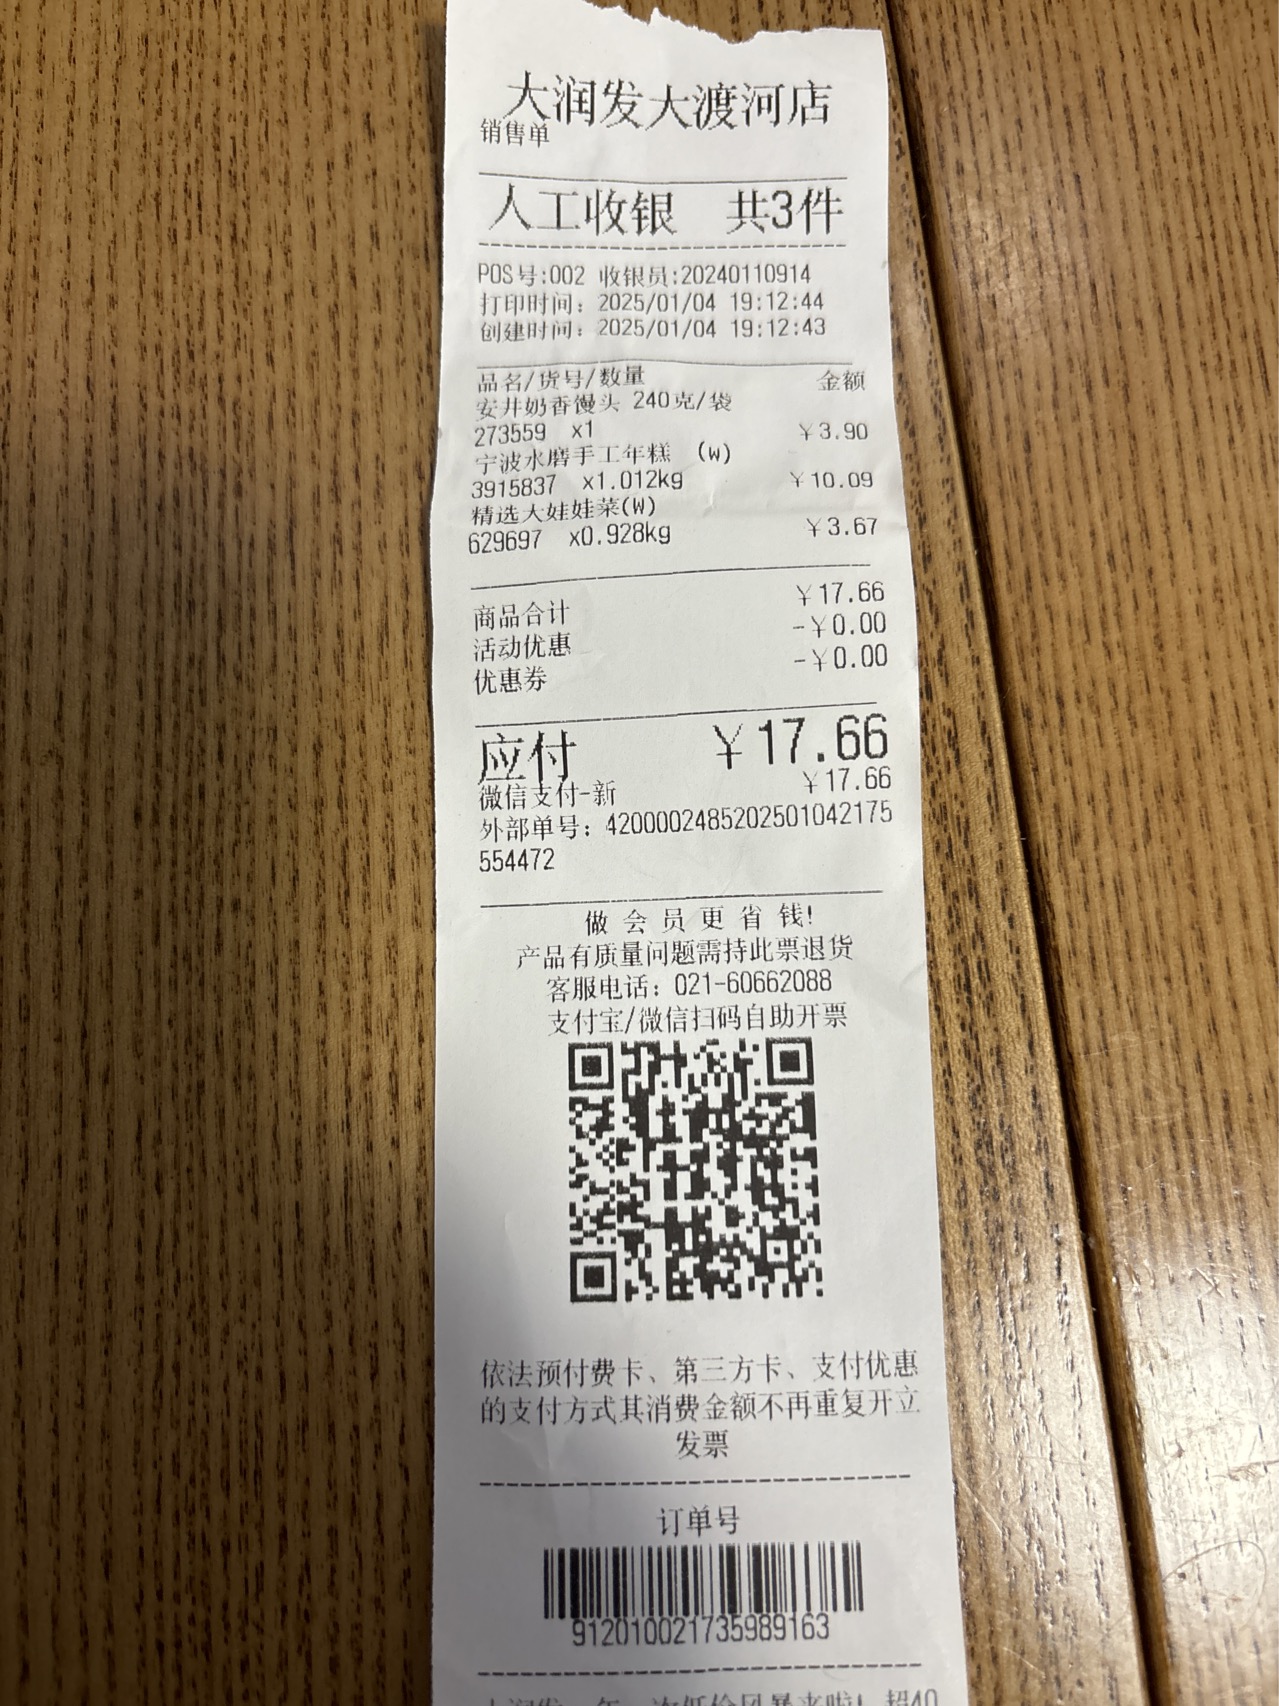 大润发大渡河店
销售单
人工收银 共3件
POS号:002 收银员:20240110914
打印时间: 2025/01/04 19:12:44
创建时间: 2025/01/04 19:12:43
品名/货号/数量 金额
安井奶香馒头 240克/袋
273559 x1 ￥3.90
宁波水磨手工年糕 (w)
3915837 x1.012kg ￥10.09
精选大娃娃菜(W)
629697 x0.928kg ￥3.67
商品合计 ￥17.66
活动优惠 -￥0.00
优惠券 -￥0.00
应付 ￥17.66
微信支付-新 ￥17.66
外部单号: 4200002485202501042175
554472
做会员更省钱!
产品有质量问题需持此票退货
客服电话: 021-60662088
支付宝/微信扫码自助开票
依法预付费卡、第三方卡、支付优惠
的支付方式其消费金额不再重复开立
发票
订单号
912010021735989163
大润发